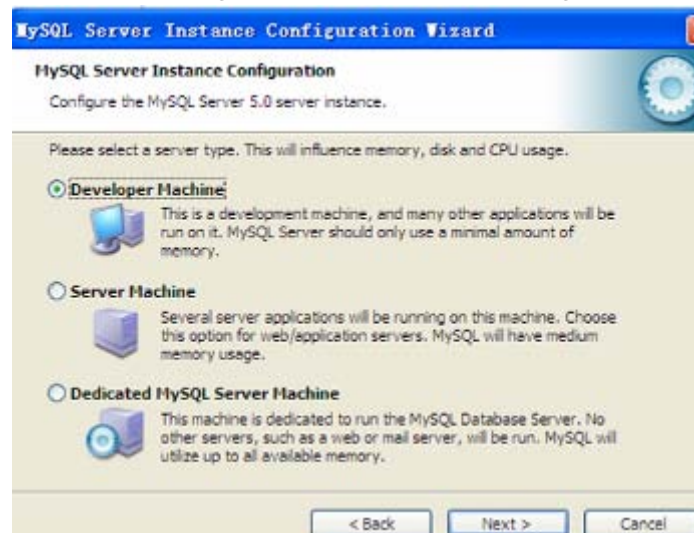 MySQL Server Instance Configuration Wizard
MySQL Server Instance Configuration
Configure the MySQL Server 5.0 server instance.
Please select a server type. This will influence memory, disk and CPU usage.
Developer Machine
This is a development machine, and many other applications will be
run on it. MySQL Server should only use a minimal amount of
memory.
Server Machine
Several server applications will be running on this machine. Choose
this option for web/application servers. MySQL will have medium
memory usage.
Dedicated MySQL Server Machine
This machine is dedicated to run the MySQL Database Server. No
other servers, such as a web or mail server, will be run. MySQL will
utilize up to all available memory.
< Back
Next >
Cancel